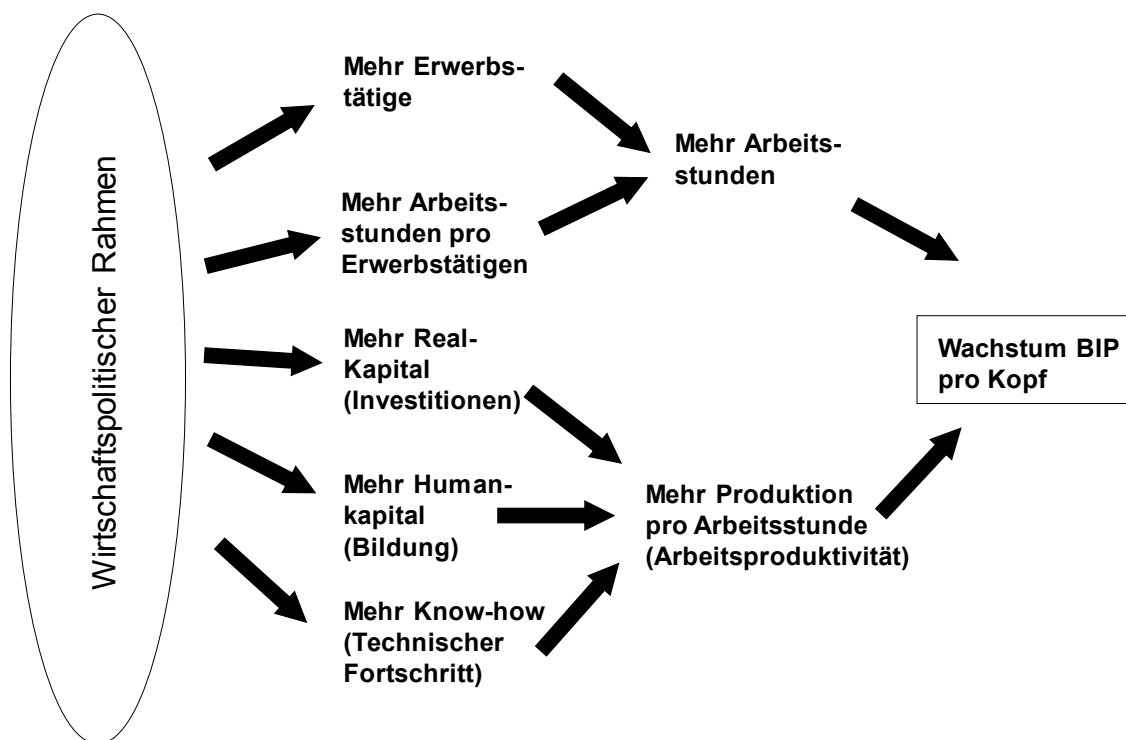 Wirtschaftspolitischer Rahmen
Mehr Erwerbs-
tätige
Mehr Arbeits-
stunden pro
Erwerbstätigen
Mehr Real-
Kapital
(Investitionen)
Mehr Human-
kapital
(Bildung)
Mehr Know-how
(Technischer
Fortschritt)
Mehr Arbeits-
stunden
Mehr Produktion
pro Arbeitsstunde
(Arbeitsproduktivität)
Wachstum BIP
pro Kopf